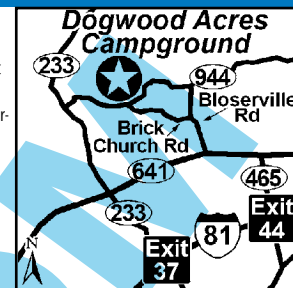 Dogwood Acres
Campground
233
944
Bloserville
Rd
Brick
Church Rd
641
465
233
81
Exit
44
Exit
37
N